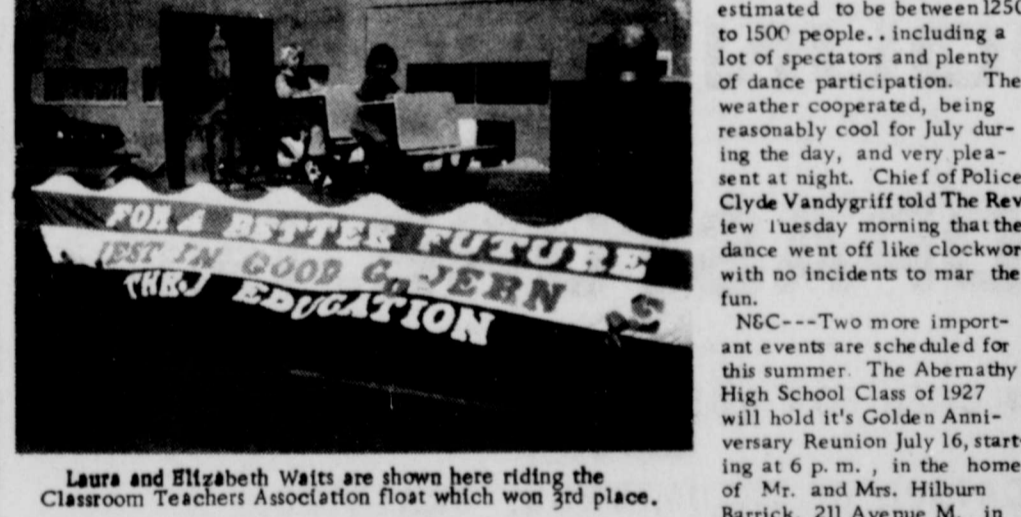 FOR A BETTER FUTURE
IN GOOD
EDUCATION
Laura and Elizabeth Waits are shown here riding the
Classroom Teachers Association float which won 3rd place.
estimated to be between 1250
to 1500 people.. including a
lot of spectators and plenty
of dance participation. The
weather cooperated, being
reasonably cool for July dur-
ing the day, and very plea-
sent at night. Chief of Police
Clyde Vandygriff told The Rev
iew Tuesday morning that the
dance went off like clockwor
with no incidents to mar the
fun.
N&C---Two more import-
ant events are scheduled for
this summer. The Abernathy
High School Class of 1927
will hold it's Golden Anni-
versary Reunion July 16, start
ing at 6 p. m. , in the home
of Mr. and Mrs. Hilburn
Barrick, 211 Avenue M, in